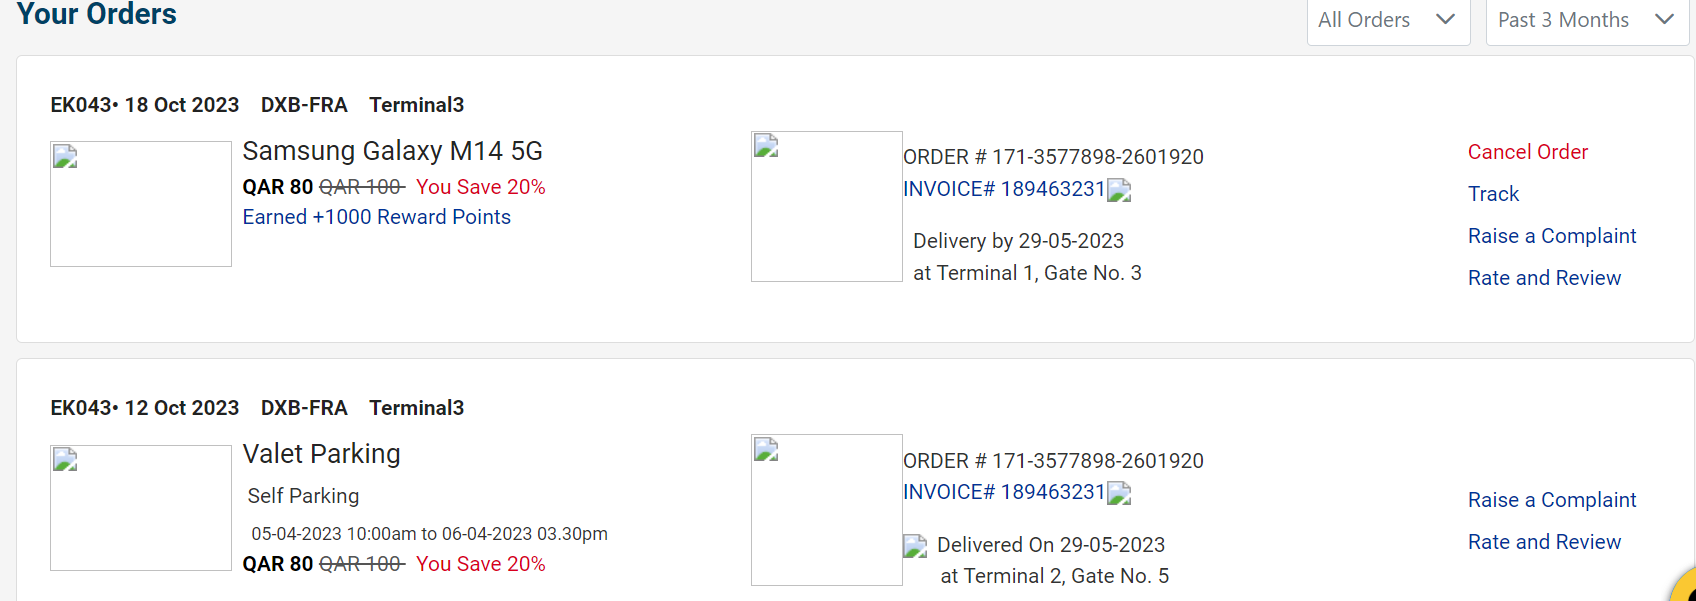 Your Orders
All Orders
Past 3 Months
EK043• 18 Oct 2023 DXB-FRA Terminal3
Samsung Galaxy M14 5G
QAR 80 QAR 100 You Save 20%
Earned +1000 Reward Points
ORDER # 171-3577898-2601920
INVOICE# 189463231
Delivery by 29-05-2023
at Terminal 1, Gate No. 3
Cancel Order
Track
Raise a Complaint
Rate and Review
EK043• 12 Oct 2023 DXB-FRA Terminal3
Valet Parking
Self Parking
05-04-2023 10:00am to 06-04-2023 03.30pm
QAR 80 QAR 100 You Save 20%
ORDER # 171-3577898-2601920
INVOICE# 189463231
Delivered On 29-05-2023
at Terminal 2, Gate No. 5
Raise a Complaint
Rate and Review